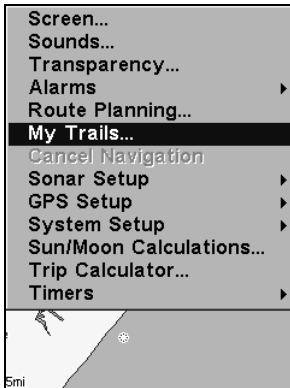 Screen...
Sounds...
Transparency...
Alarms
Route Planning...
My Trails...
Cancel Navigation
Sonar Setup
GPS Setup
System Setup
Sun/Moon Calculations...
Trip Calculator...
Timers
5mi